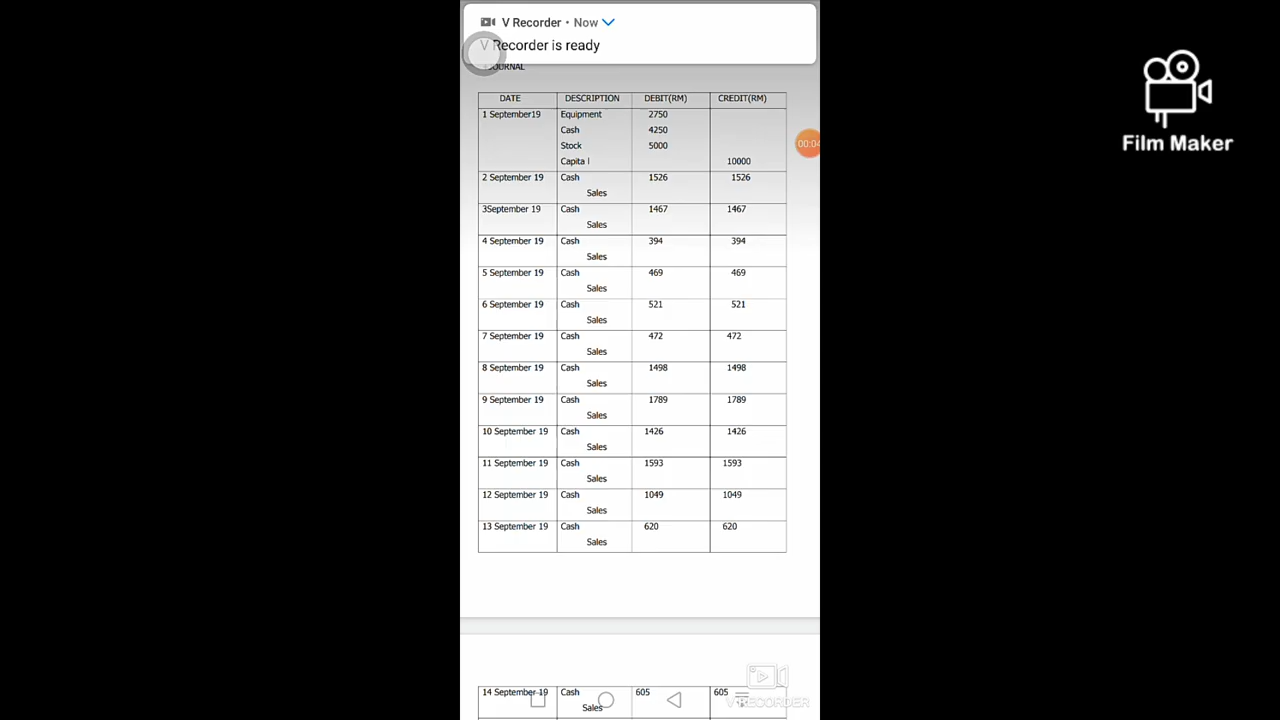 V Recorder • Now
V Recorder is ready
JOURNAL
DATE DESCRIPTION DEBIT(RM) CREDIT(RM)
1 September19 Equipment 2750
Cash 4250
Stock 5000
Capita l 10000
2 September 19 Cash 1526 1526
Sales
3September 19 Cash 1467 1467
Sales
4 September 19 Cash 394 394
Sales
5 September 19 Cash 469 469
Sales
6 September 19 Cash 521 521
Sales
7 September 19 Cash 472 472
Sales
8 September 19 Cash 1498 1498
Sales
9 September 19 Cash 1789 1789
Sales
10 September 19 Cash 1426 1426
Sales
11 September 19 Cash 1593 1593
Sales
12 September 19 Cash 1049 1049
Sales
13 September 19 Cash 620 620
Sales
14 September 19 Cash 605 605
Sales
V RECORDER
00:04
Film Maker